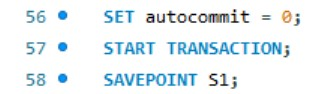 56 ● SET autocommit = 0;
57 ● START TRANSACTION;
58 ● SAVEPOINT S1;